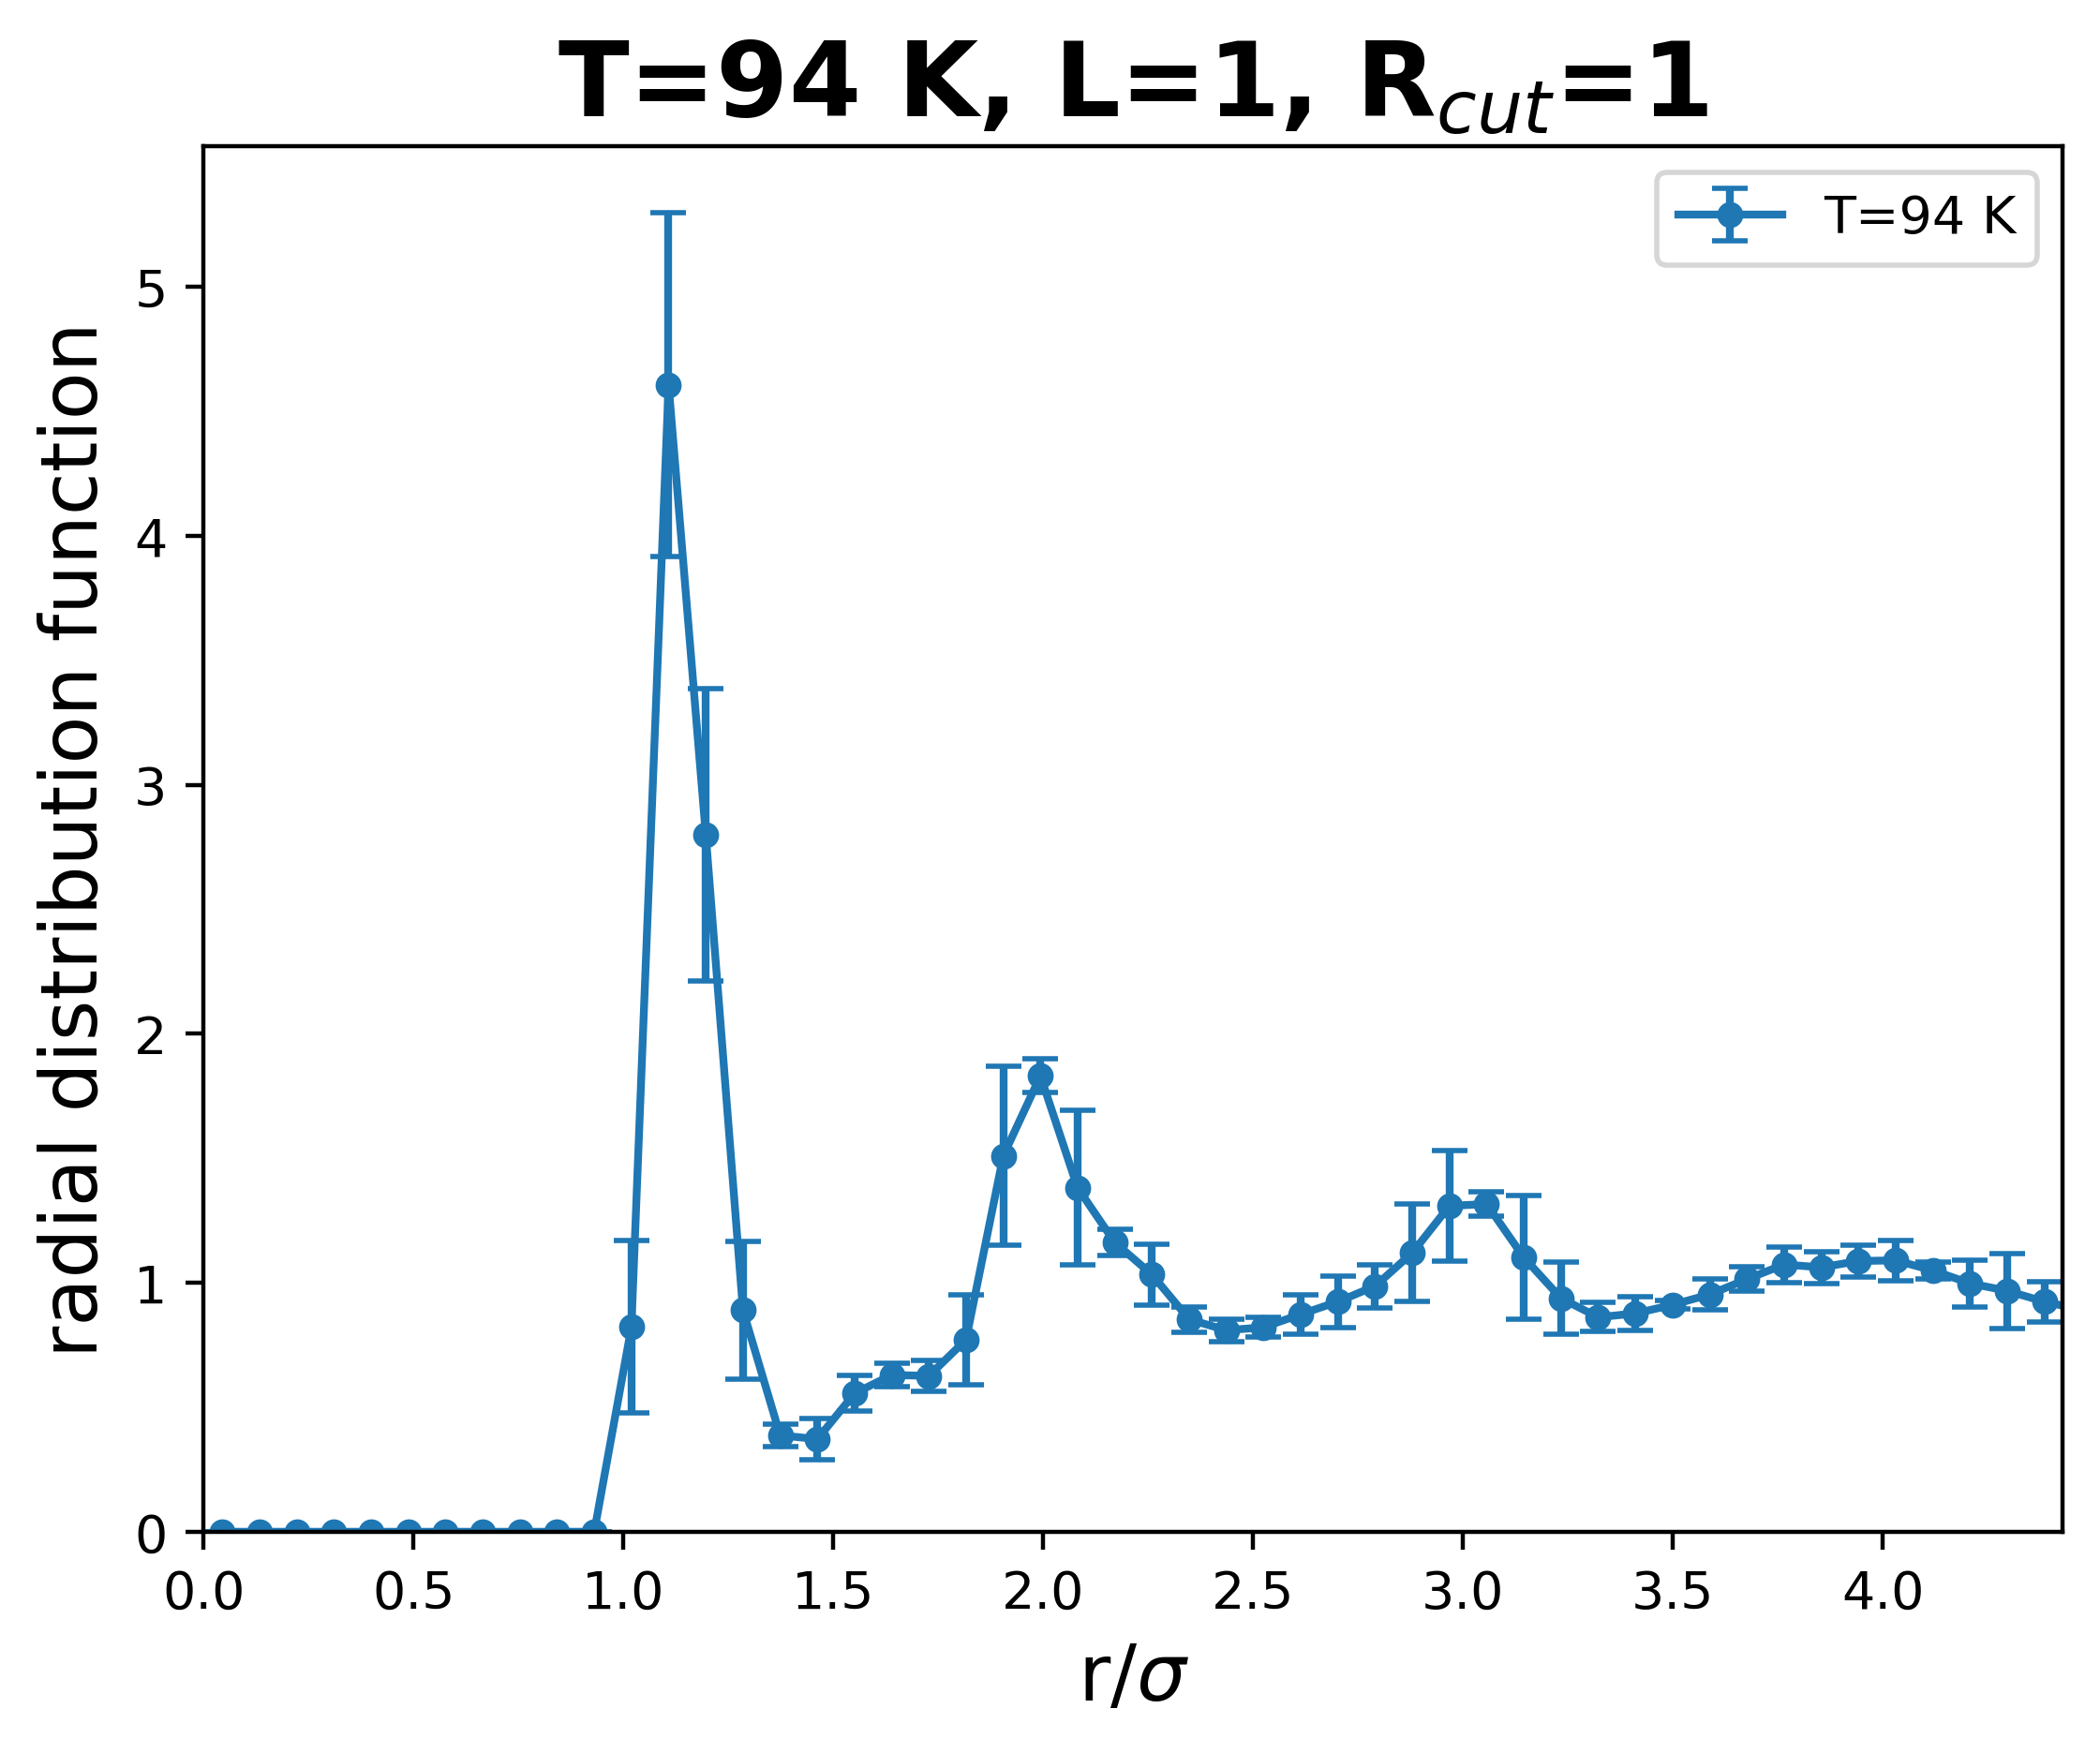 T=94 K, L=1, R_cut=1
T=94 K
radial distribution function
5
4
3
2
1
0
0.0 0.5 1.0 1.5 2.0 2.5 3.0 3.5 4.0
r/σ